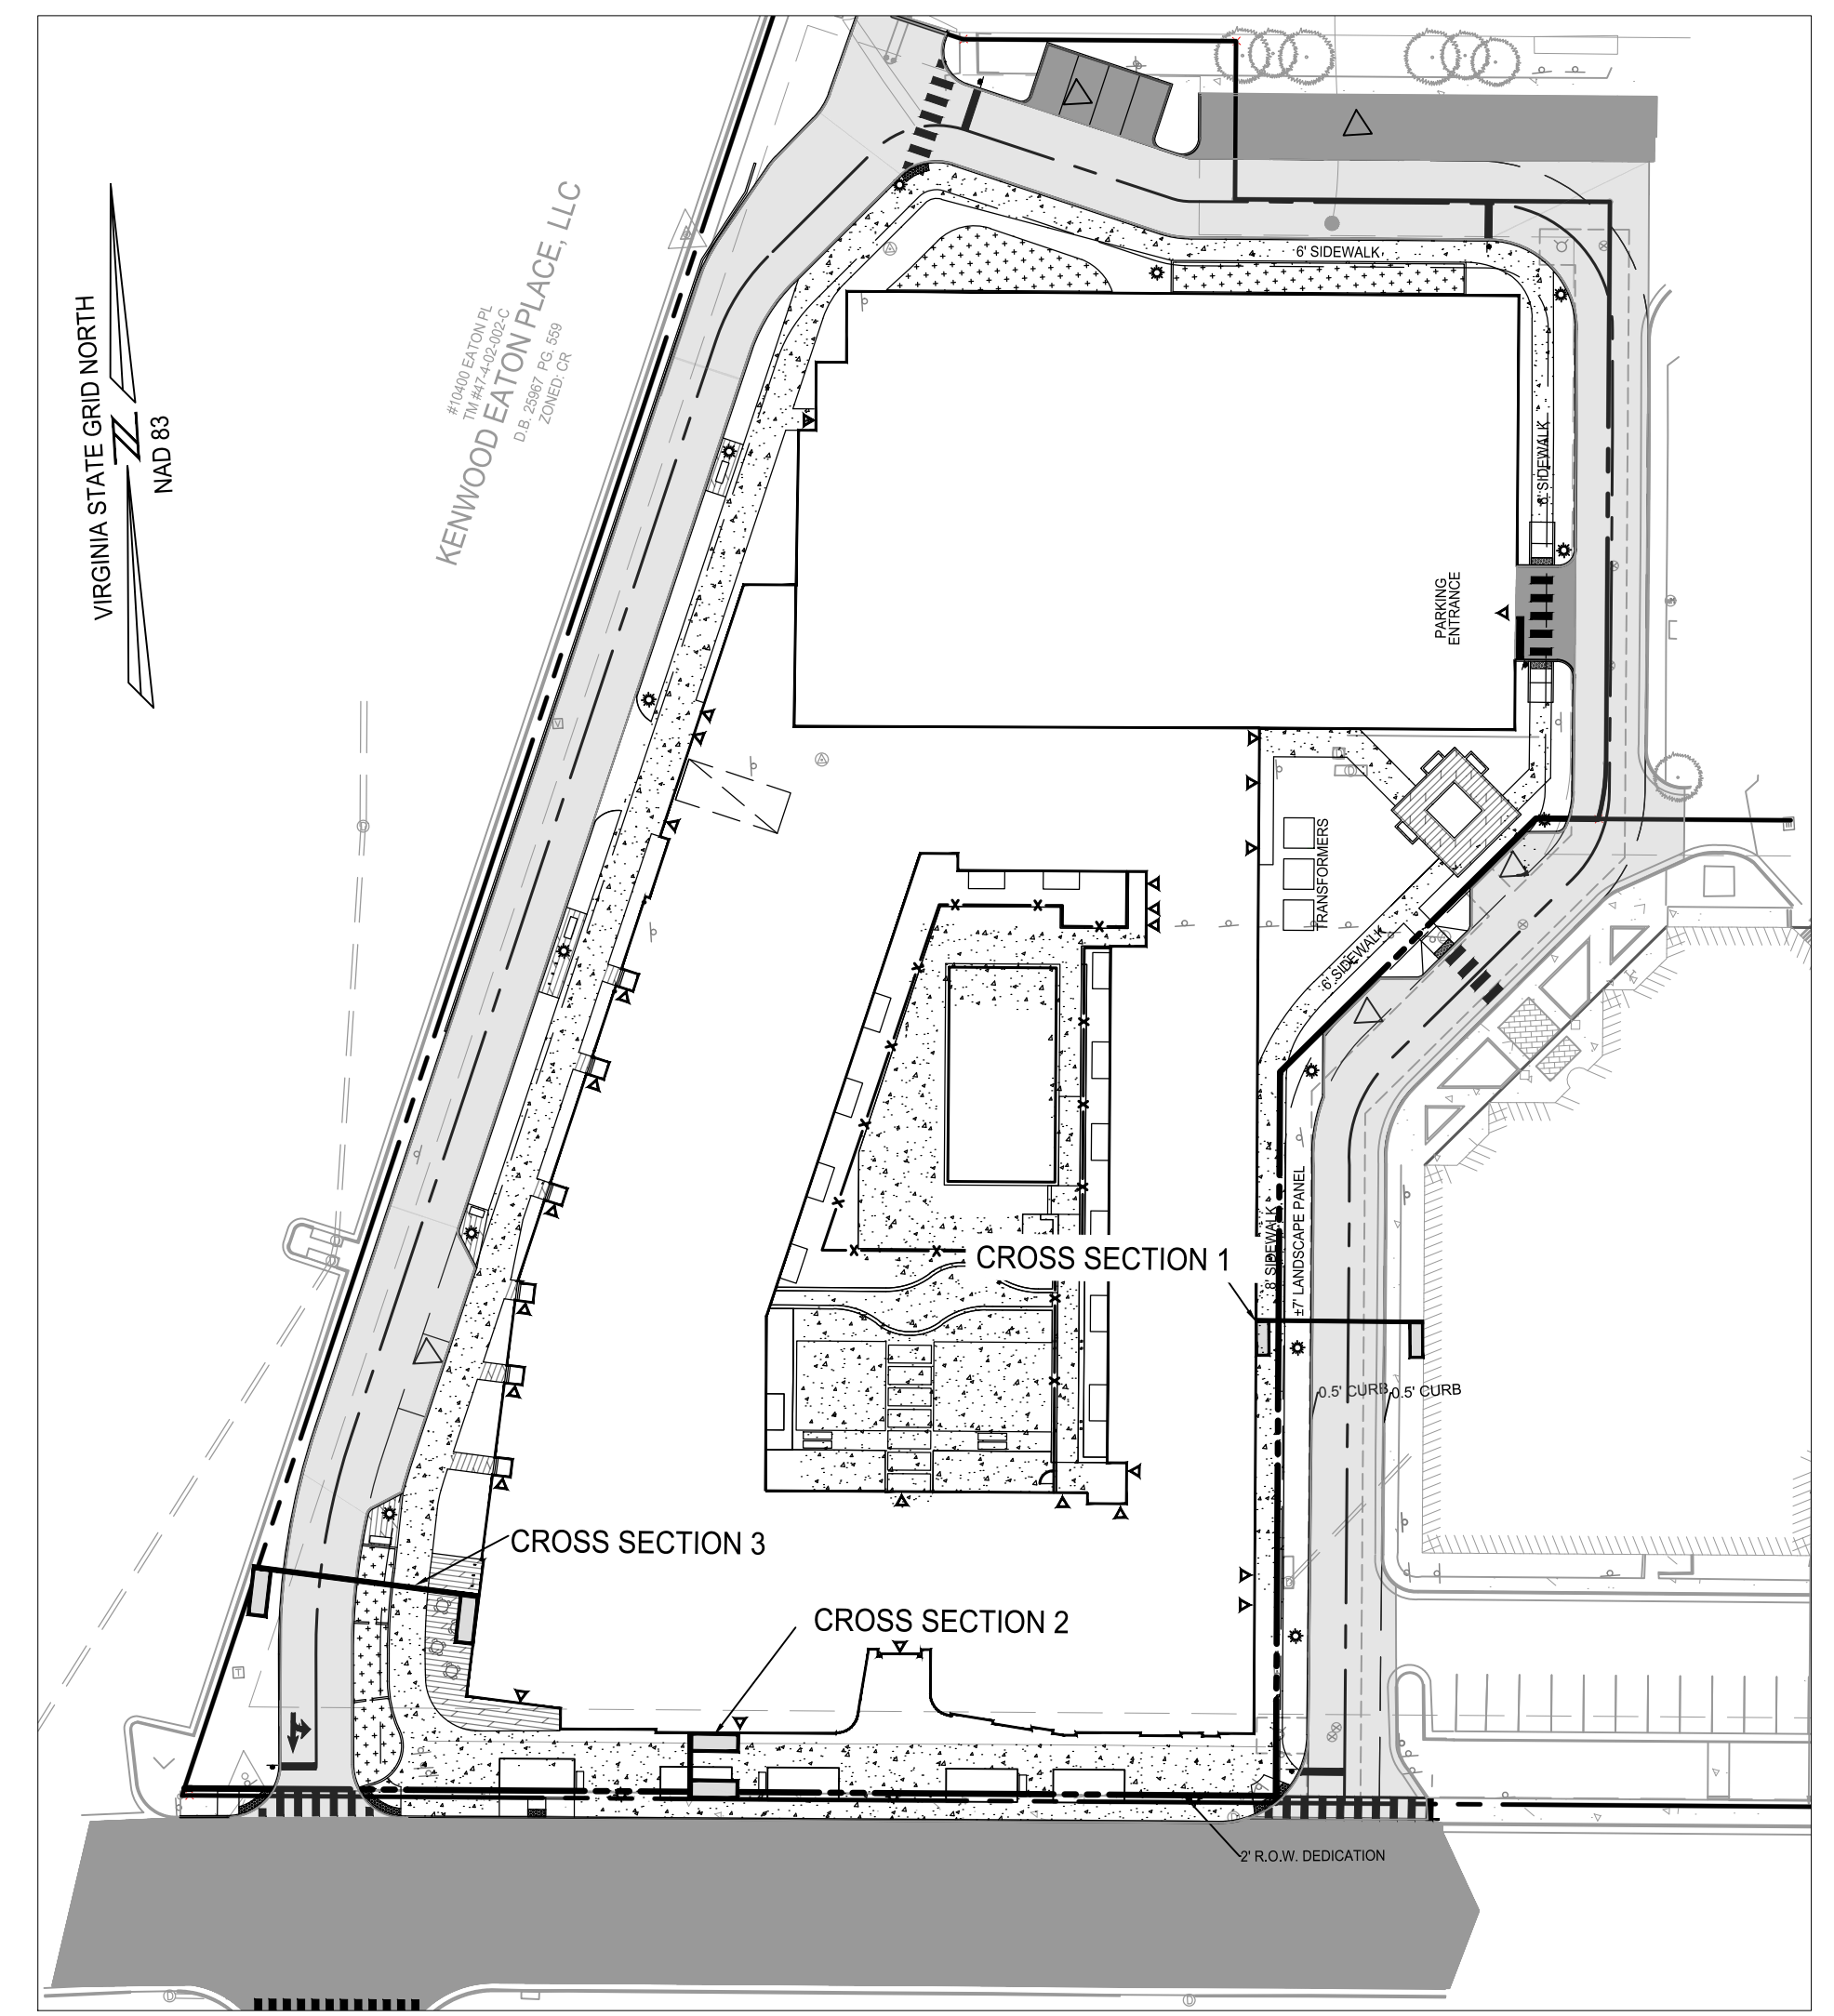 VIRGINIA STATE GRID NORTH
NAD 83
#10400 EATON PL
TM #47-4-02-002-C
KENWOOD EATON PLACE, LLC
D.B. 25967 PG. 559
ZONED: CR
6' SIDEWALK
6' SIDEWALK
PARKING
ENTRANCE
TRANSFORMERS
6' SIDEWALK
CROSS SECTION 1
8' SIDEWALK
±7' LANDSCAPE PANEL
0.5' CURB
0.5' CURB
CROSS SECTION 3
CROSS SECTION 2
2' R.O.W. DEDICATION